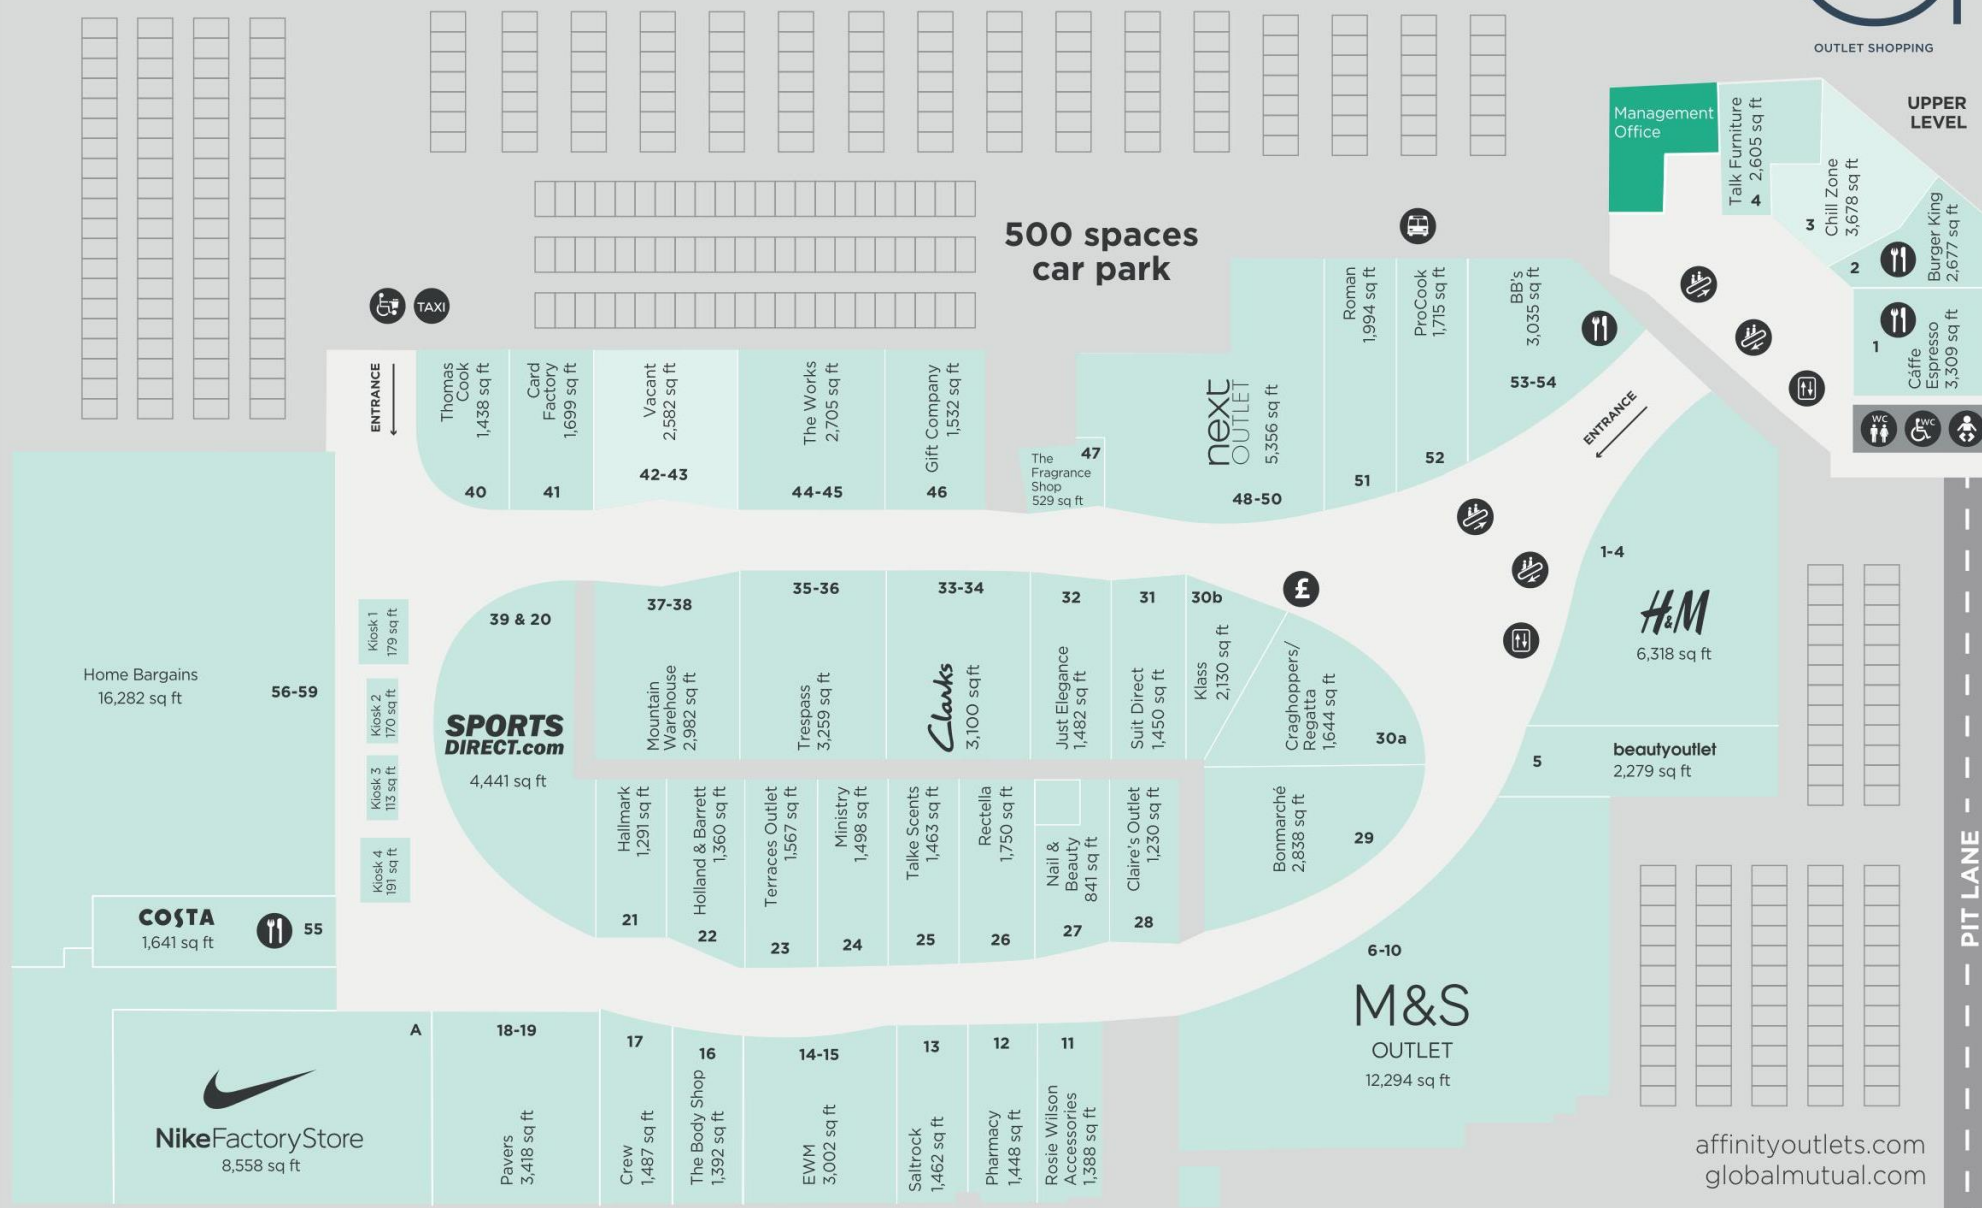 OUTLET SHOPPING
UPPER
LEVEL
Management
Office
Talk Furniture
2,605 sq ft
4
3
Chill Zone
3,678 sq ft
2
Burger King
2,677 sq ft
1
Cáffe
Espresso
3,309 sq ft
WC
WC
500 spaces
car park
TAXI
ENTRANCE
Thomas
Cook
1,438 sq ft
40
Card
Factory
1,699 sq ft
41
Vacant
2,582 sq ft
42-43
The Works
2,705 sq ft
44-45
Gift Company
1,532 sq ft
46
The
Fragrance
Shop
529 sq ft
47
next
OUTLET
5,356 sq ft
48-50
Roman
1,994 sq ft
51
ProCook
1,715 sq ft
52
BB's
3,035 sq ft
53-54
ENTRANCE
Home Bargains
16,282 sq ft
56-59
Kiosk 1
179 sq ft
Kiosk 2
170 sq ft
Kiosk 3
113 sq ft
Kiosk 4
191 sq ft
39 & 20
SPORTS
DIRECT.com
4,441 sq ft
37-38
Mountain
Warehouse
2,982 sq ft
35-36
Trespass
3,259 sq ft
33-34
Clarks
3,100 sqft
32
Just Elegance
1,482 sq ft
31
Suit Direct
1,450 sq ft
30b
Klass
2,130 sq ft
£
Craghoppers/
Regatta
1,644 sq ft
30a
1-4
H&M
6,318 sq ft
5
beautyoutlet
2,279 sq ft
Hallmark
1,291 sq ft
21
Holland & Barrett
1,360 sq ft
22
Terraces Outlet
1,567 sq ft
23
Ministry
1,498 sq ft
24
Talke Scents
1,463 sq ft
25
Rectella
1,750 sq ft
26
Nail &
Beauty
841 sq ft
27
Claire's Outlet
1,230 sq ft
28
Bonmarché
2,838 sq ft
29
COSTA
1,641 sq ft
55
6-10
M&S
OUTLET
12,294 sq ft
A
NikeFactoryStore
8,558 sq ft
18-19
Pavers
3,418 sq ft
17
Crew
1,487 sq ft
16
The Body Shop
1,392 sq ft
14-15
EWM
3,002 sq ft
13
Saltrock
1,462 sq ft
12
Pharmacy
1,448 sq ft
11
Rosie Wilson
Accessories
1,388 sq ft
PIT LANE
affinityoutlets.com
globalmutual.com